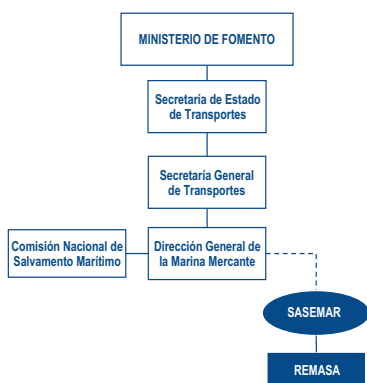 MINISTERIO DE FOMENTO
Secretaría de Estado
de Transportes
Secretaría General
de Transportes
Comisión Nacional de
Salvamento Marítimo
Dirección General de
la Marina Mercante
SASEMAR
REMASA